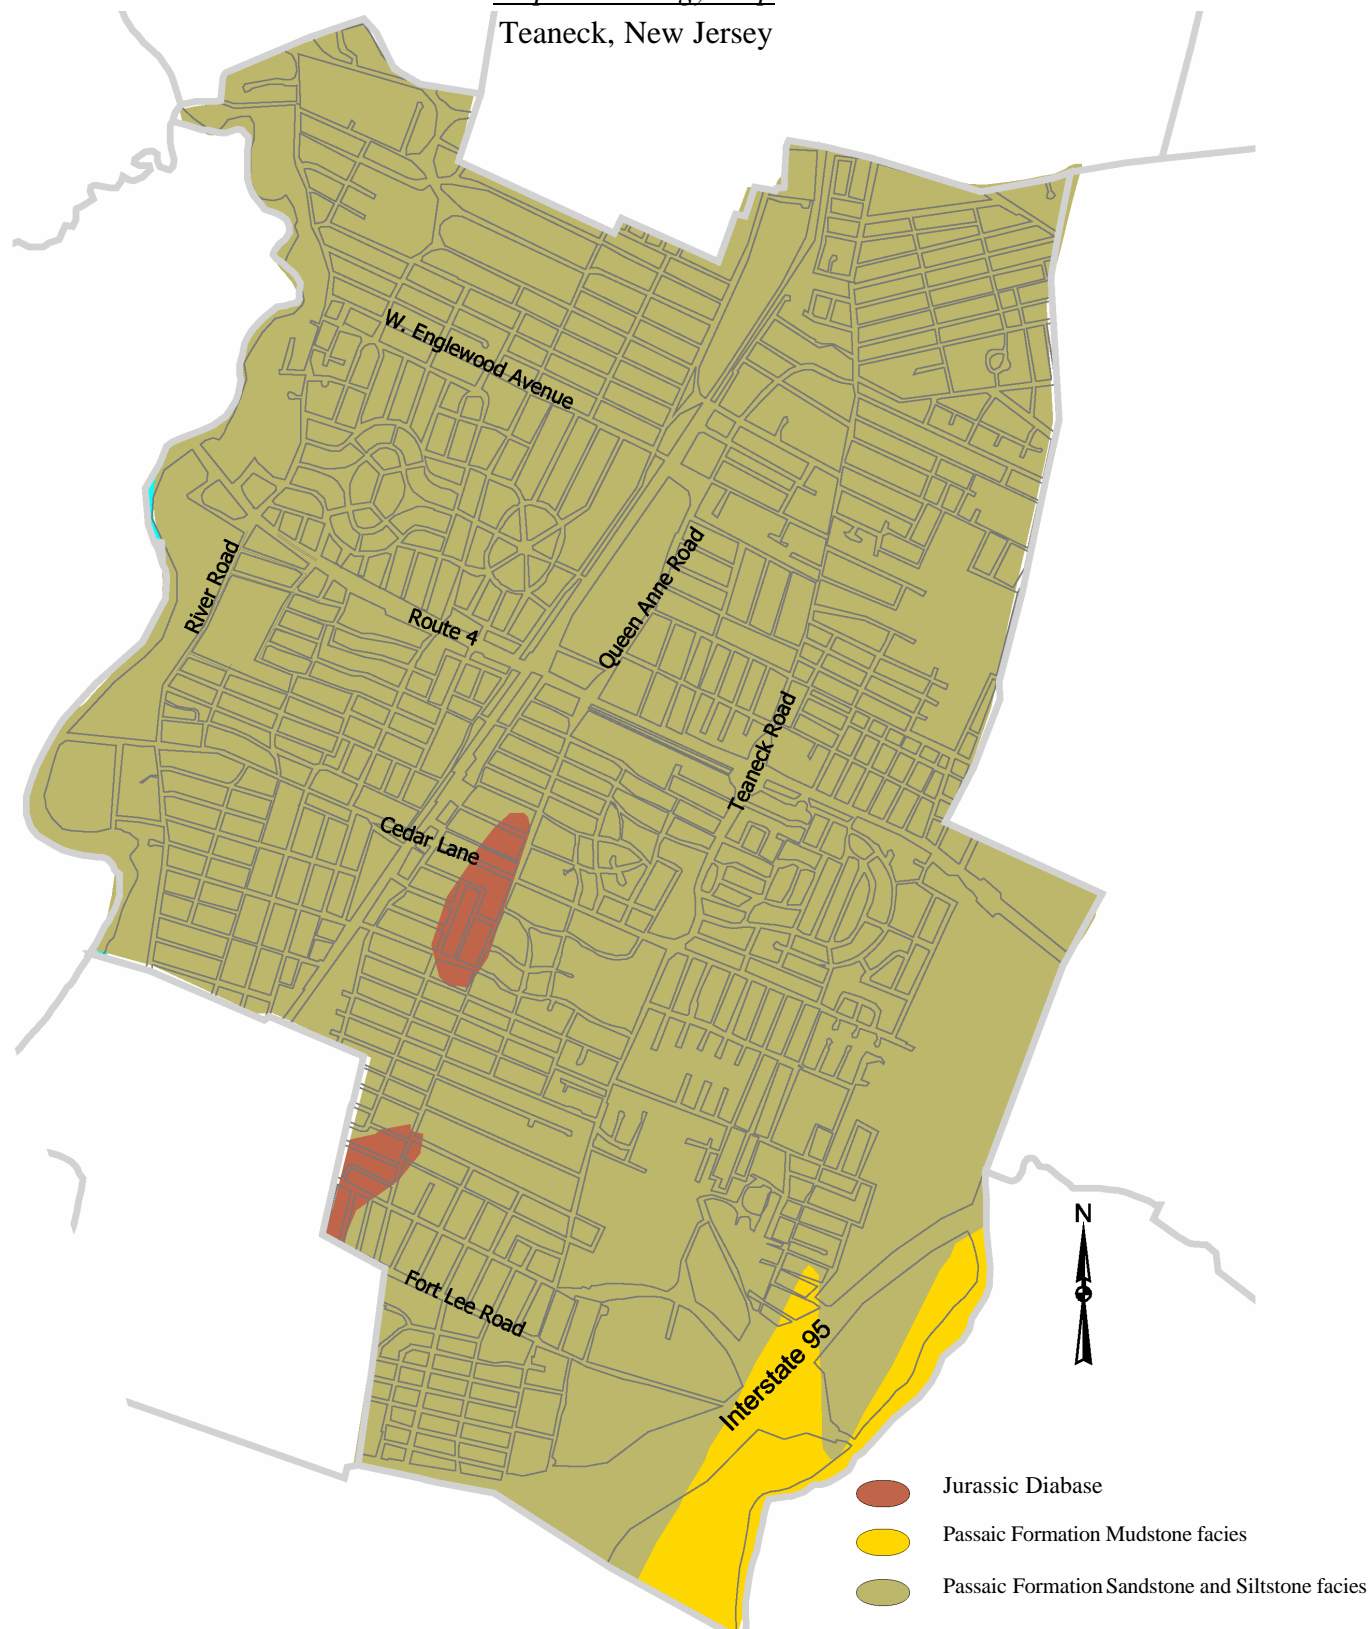 Teaneck, New Jersey
W. Englewood Avenue
River Road
Route 4
Queen Anne Road
Teaneck Road
Cedar Lane
N
Fort Lee Road
Interstate 95
Jurassic Diabase
Passaic Formation Mudstone facies
Passaic Formation Sandstone and Siltstone facies